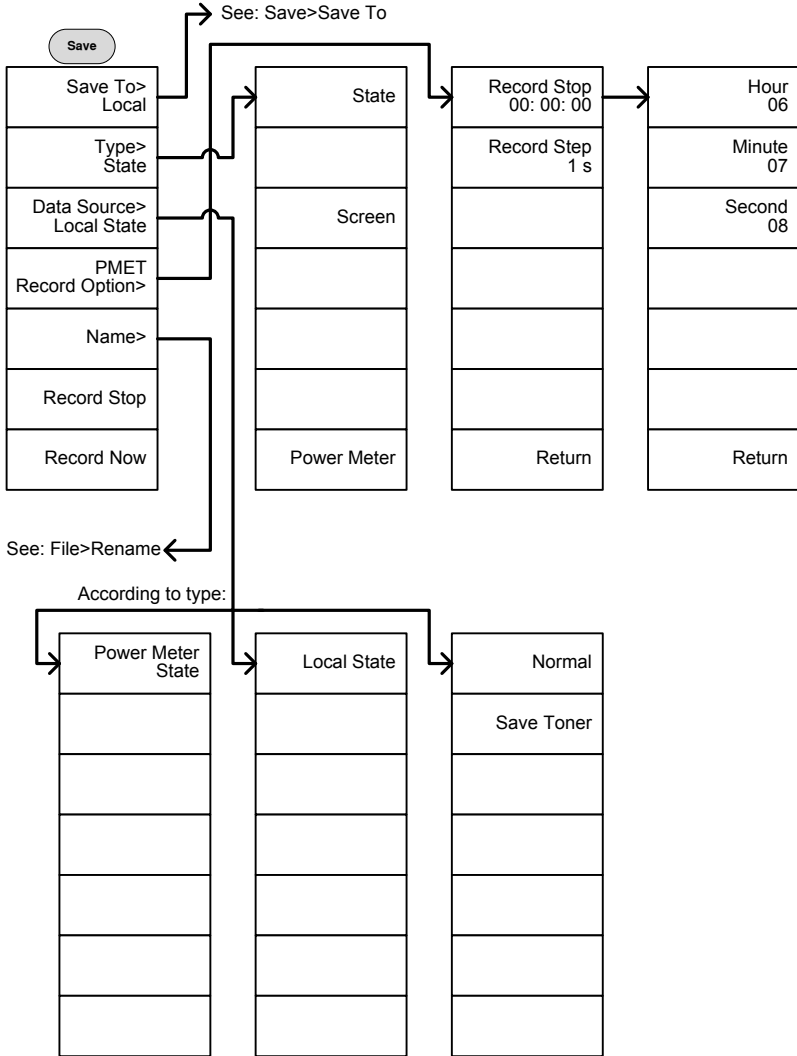 See: Save>Save To
Save
Save To>
Local
Type>
State
Data Source>
Local State
PMET
Record Option>
Name>
Record Stop
Record Now
State
Screen
Power Meter
Record Stop
00: 00: 00
Record Step
1 s
Return
Hour
06
Minute
07
Second
08
Return
See: File>Rename
According to type:
Power Meter
State
Local State
Normal
Save Toner